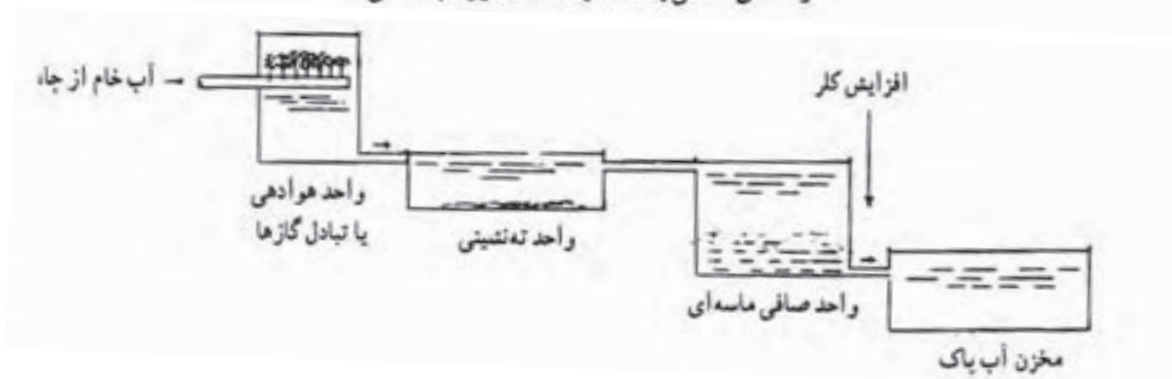 آب خام از چاه
افزایش کلر
واحد هوادهی
یا تبادل گازها
واحد ته‌نشینی
واحد صافی ماسه‌ای
مخزن آب پاک